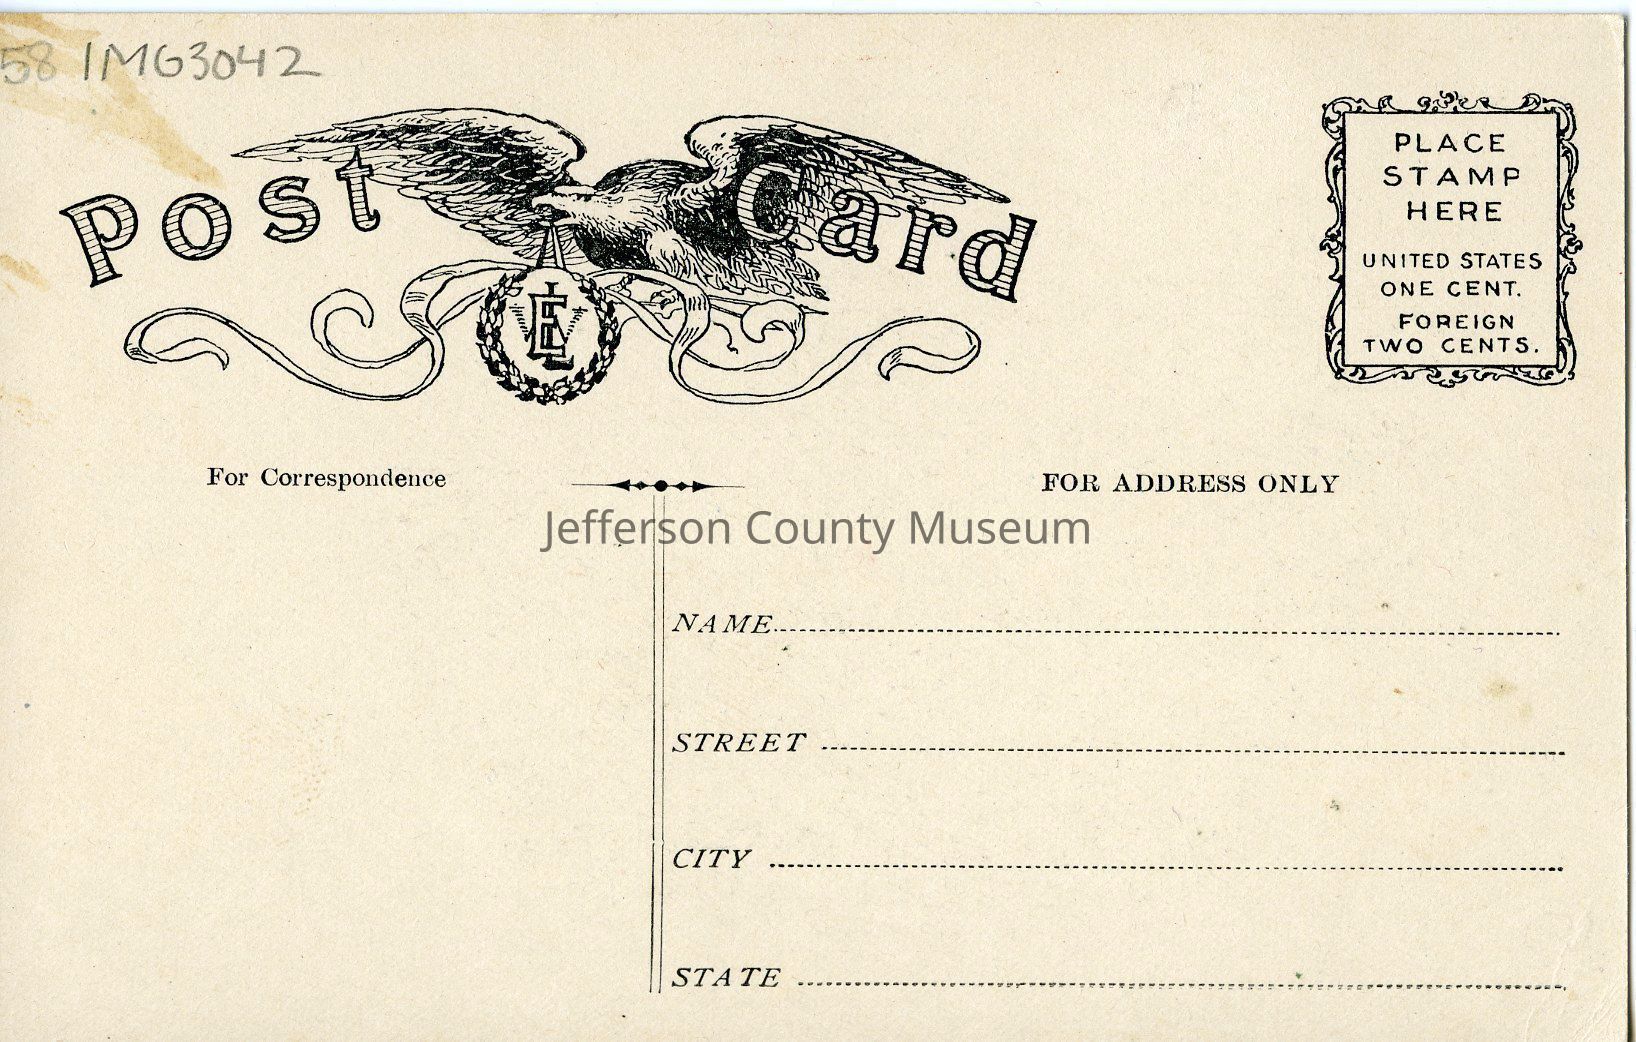 58 IMG3042
Post Card
PLACE
STAMP
HERE
UNITED STATES
ONE CENT.
FOREIGN
TWO CENTS.
For Correspondence
FOR ADDRESS ONLY
Jefferson County Museum
NAME
STREET
CITY
STATE